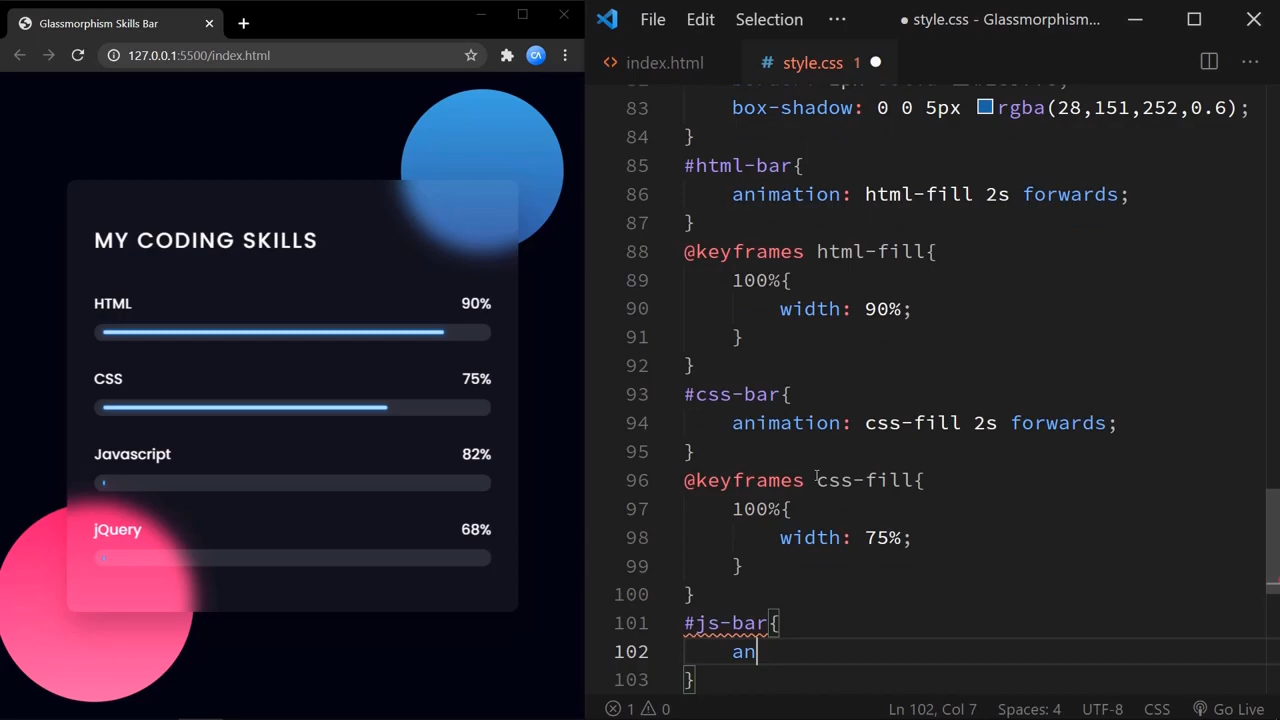 Glassmorphism Skills Bar
127.0.0.1:5500/index.html
MY CODING SKILLS
HTML 90%
CSS 75%
Javascript 82%
jQuery 68%
File Edit Selection ··· ● style.css - Glassmorphism...
index.html # style.css 1
83 box-shadow: 0 0 5px rgba(28,151,252,0.6);
84 }
85 #html-bar{
86 animation: html-fill 2s forwards;
87 }
88 @keyframes html-fill{
89 100%{
90 width: 90%;
91 }
92 }
93 #css-bar{
94 animation: css-fill 2s forwards;
95 }
96 @keyframes css-fill{
97 100%{
98 width: 75%;
99 }
100 }
101 #js-bar{
102 an
103 }
1 0 Ln 102, Col 7 Spaces: 4 UTF-8 CSS Go Live